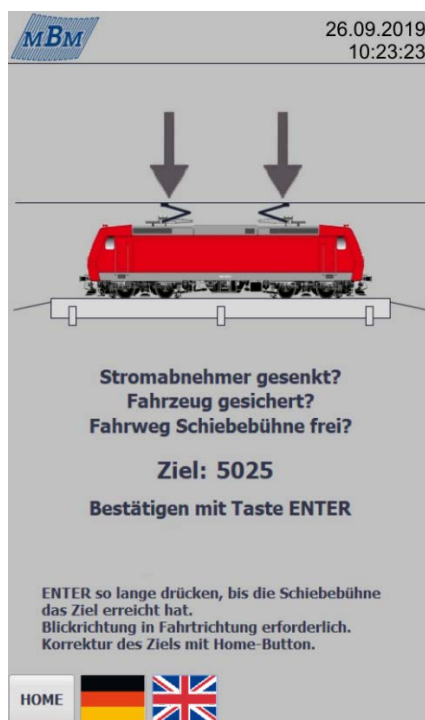 MBM
26.09.2019
10:23:23
Stromabnehmer gesenkt?
Fahrzeug gesichert?
Fahrweg Schiebebühne frei?
Ziel: 5025
Bestätigen mit Taste ENTER
ENTER so lange drücken, bis die Schiebebühne
das Ziel erreicht hat.
Blickrichtung in Fahrtrichtung erforderlich.
Korrektur des Ziels mit Home-Button.
HOME